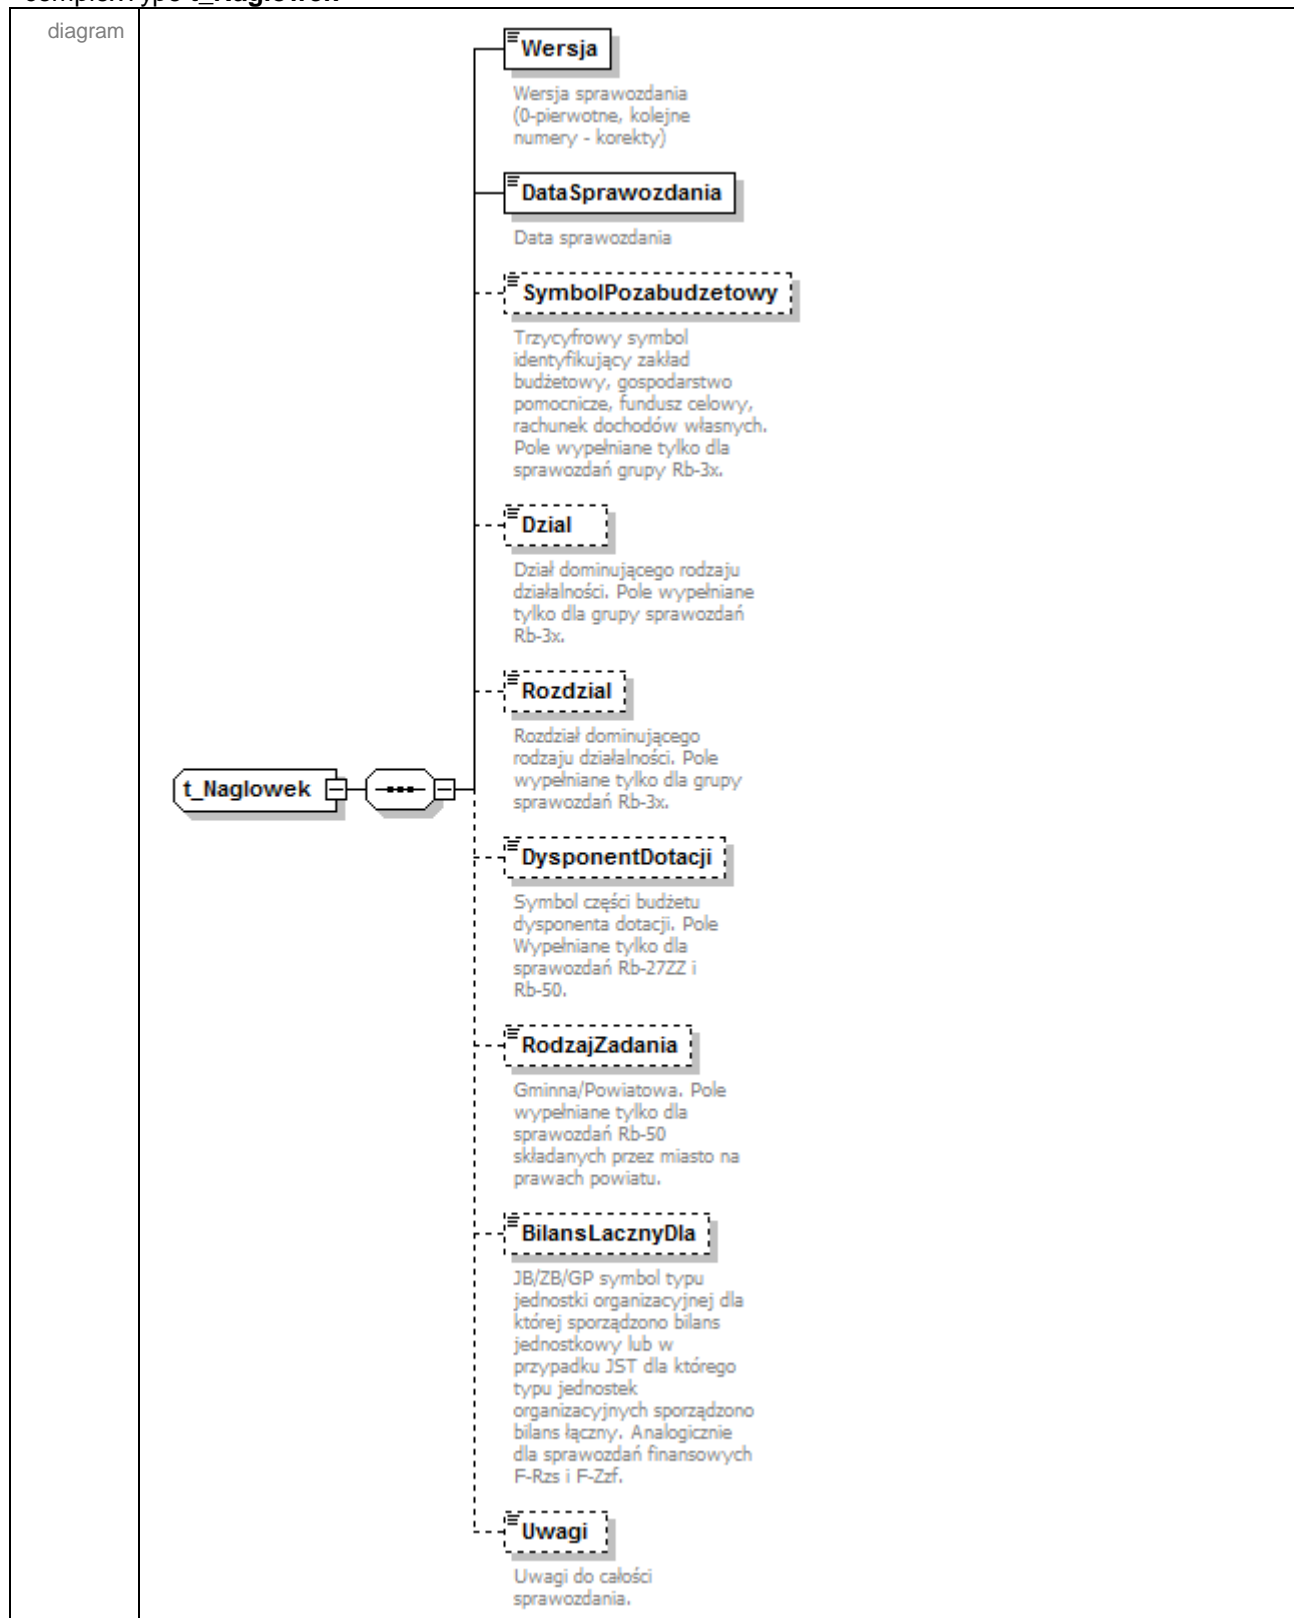 complexType t_Naglowek
diagram
Wersja
Wersja sprawozdania
(0-pierwotne, kolejne
numery - korekty)
DataSprawozdania
Data sprawozdania
SymbolPozabudzetowy
Trzycyfrowy symbol
identyfikujący zakład
budżetowy, gospodarstwo
pomocnicze, fundusz celowy,
rachunek dochodów własnych.
Pole wypełniane tylko dla
sprawozdań grupy Rb-3x.
Dzial
Dział dominującego rodzaju
działalności. Pole wypełniane
tylko dla grupy sprawozdań
Rb-3x.
Rozdzial
Rozdział dominującego
rodzaju działalności. Pole
wypełniane tylko dla grupy
sprawozdań Rb-3x.
t_Naglowek
DysponentDotacji
Symbol części budżetu
dysponenta dotacji. Pole
Wypełniane tylko dla
sprawozdań Rb-27ZZ i
Rb-50.
RodzajZadania
Gminna/Powiatowa. Pole
wypełniane tylko dla
sprawozdań Rb-50
składanych przez miasto na
prawach powiatu.
BilansLacznyDla
JB/ZB/GP symbol typu
jednostki organizacyjnej dla
której sporządzono bilans
jednostkowy lub w
przypadku JST dla którego
typu jednostek
organizacyjnych sporządzono
bilans łączny. Analogicznie
dla sprawozdań finansowych
F-Rzs i F-Zzf.
Uwagi
Uwagi do całości
sprawozdania.